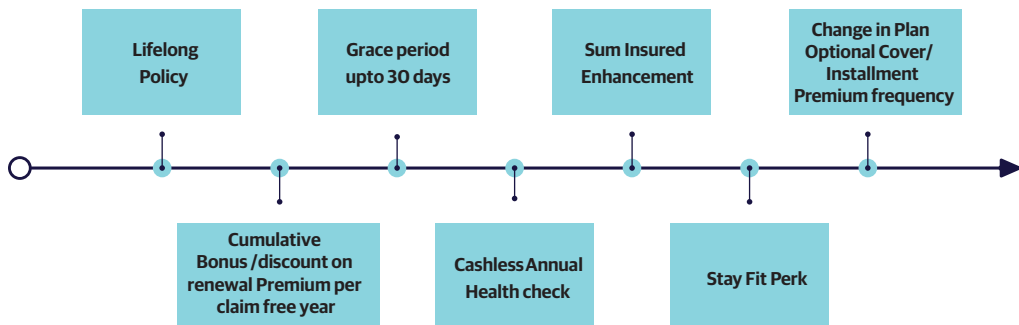 Lifelong
Policy
Cumulative
Bonus /discount on
renewal Premium per
claim free year
Grace period
upto 30 days
Cashless Annual
Health check
Sum Insured
Enhancement
Stay Fit Perk
Change in Plan
Optional Cover/
Installment
Premium frequency